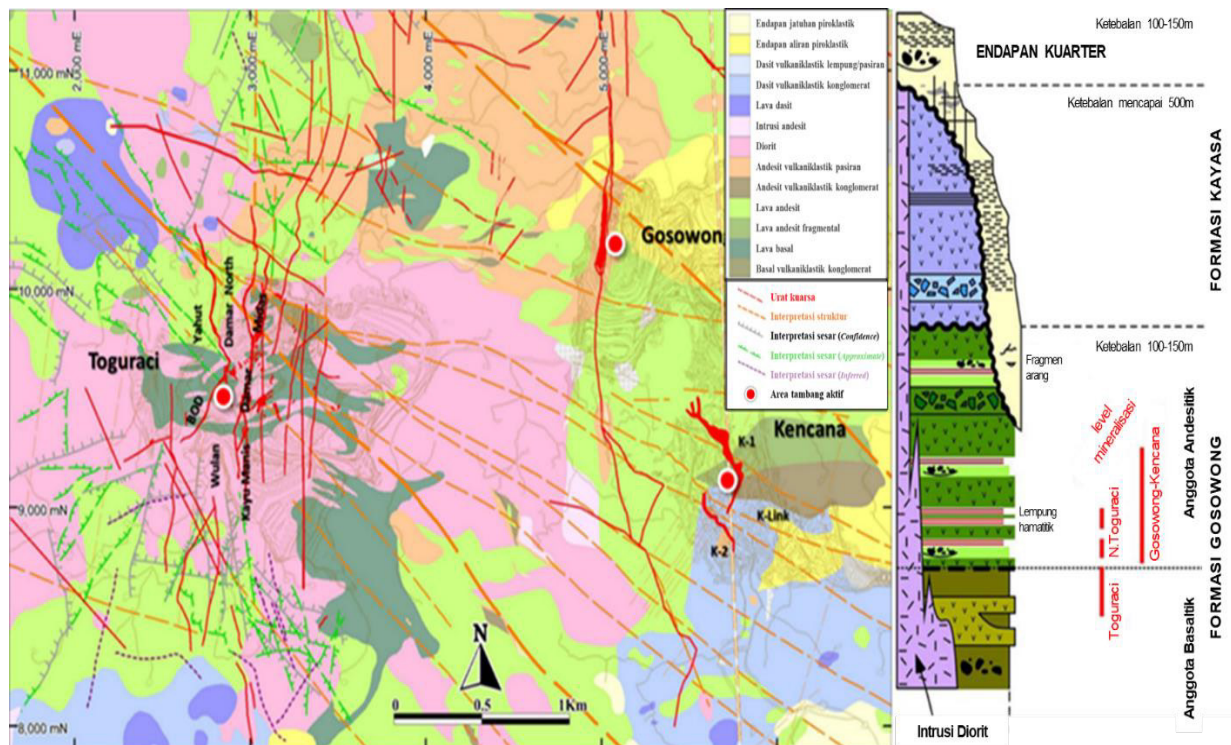 2,000 mE
3,000 mE
4,000 mE
5,000 mE
11,000 mN
10,000 mN
9,000 mN
8,000 mN
Yahut
Damar North
Midas
Toguraci
BOD
Damar
Wulan
Kayu Manis
Gosowong
K-1
Kencana
K-Link
K-2
N
0
0.5
1Km
Endapan jatuhan piroklastik
Endapan aliran piroklastik
Dasit vulkaniklastik lempung/pasiran
Dasit vulkaniklastik konglomerat
Lava dasit
Intrusi andesit
Diorit
Andesit vulkaniklastik pasiran
Andesit vulkaniklastik konglomerat
Lava andesit
Lava andesit fragmental
Lava basal
Basal vulkaniklastik konglomerat
Urat kuarsa
Interpretasi struktur
Interpretasi sesar (Confidence)
Interpretasi sesar (Approximate)
Interpretasi sesar (Inferred)
Area tambang aktif
Ketebalan 100-150m
ENDAPAN KUARTER
Ketebalan mencapai 500m
FORMASI KAYASA
Ketebalan 100-150m
Fragmen
arang
level
mineralisasi
Lempung
hamatitik
Toguraci
N.Toguraci
Gosowong-Kencana
Anggota Andesitik
Anggota Basaltitik
FORMASI GOSOWONG
Intrusi Diorit